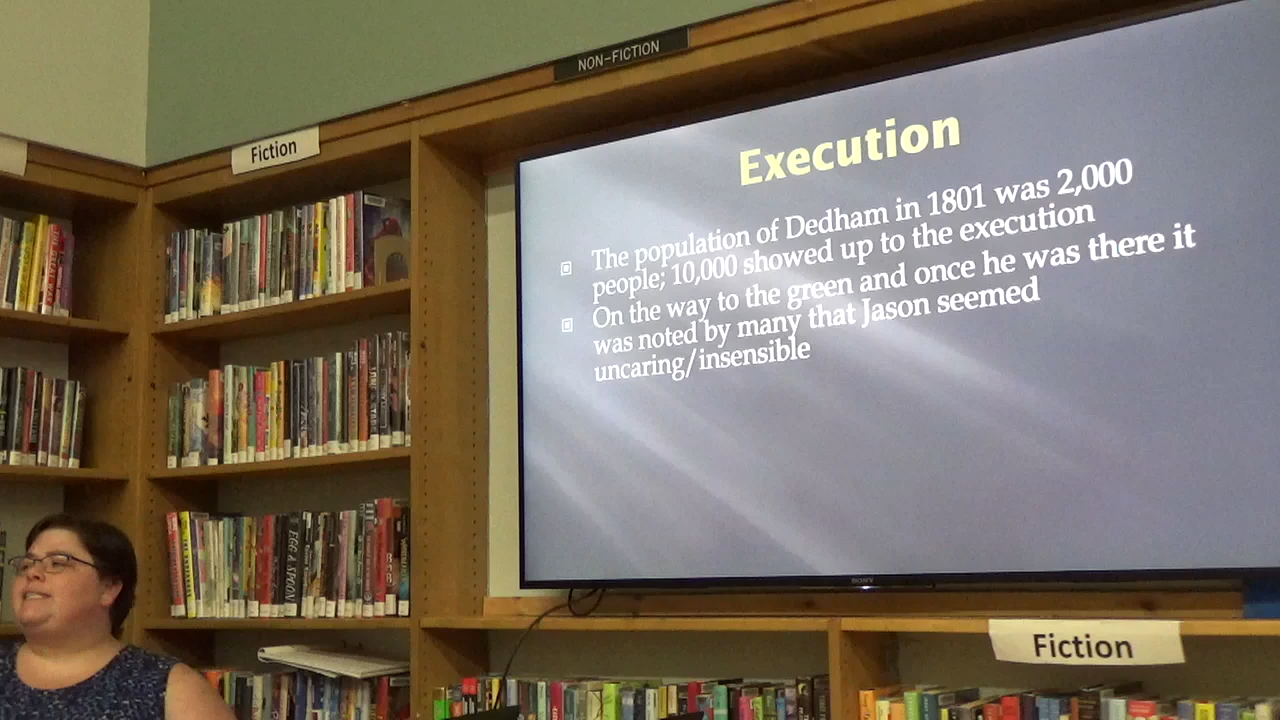 NON-FICTION
Fiction
Execution
The population of Dedham in 1801 was 2,000
people; 10,000 showed up to the execution
On the way to the green and once he was there it
was noted by many that Jason seemed
uncaring/insensible
EGG & SPOON
SONY
Fiction